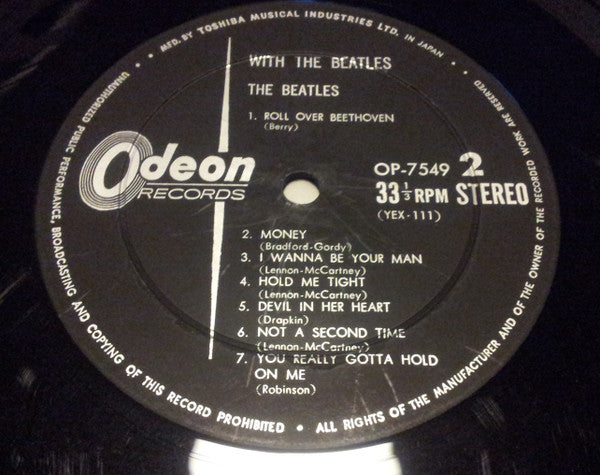 MFD. BY TOSHIBA MUSICAL INDUSTRIES LTD. IN JAPAN
UNAUTHORIZED PUBLIC PERFORMANCE, BROADCASTING AND COPYING OF THIS RECORD PROHIBITED • ALL RIGHTS OF THE MANUFACTURER AND OF THE OWNER OF THE RECORDED WORK ARE RESERVED
WITH THE BEATLES
THE BEATLES
1. ROLL OVER BEETHOVEN
(Berry)
Odeon
RECORDS
OP-7549 2
33 1/3 RPM STEREO
(YEX-111)
2. MONEY
(Bradford-Gordy)
3. I WANNA BE YOUR MAN
(Lennon-McCartney)
4. HOLD ME TIGHT
(Lennon-McCartney)
5. DEVIL IN HER HEART
(Drapkin)
6. NOT A SECOND TIME
(Lennon-McCartney)
7. YOU REALLY GOTTA HOLD
ON ME
(Robinson)